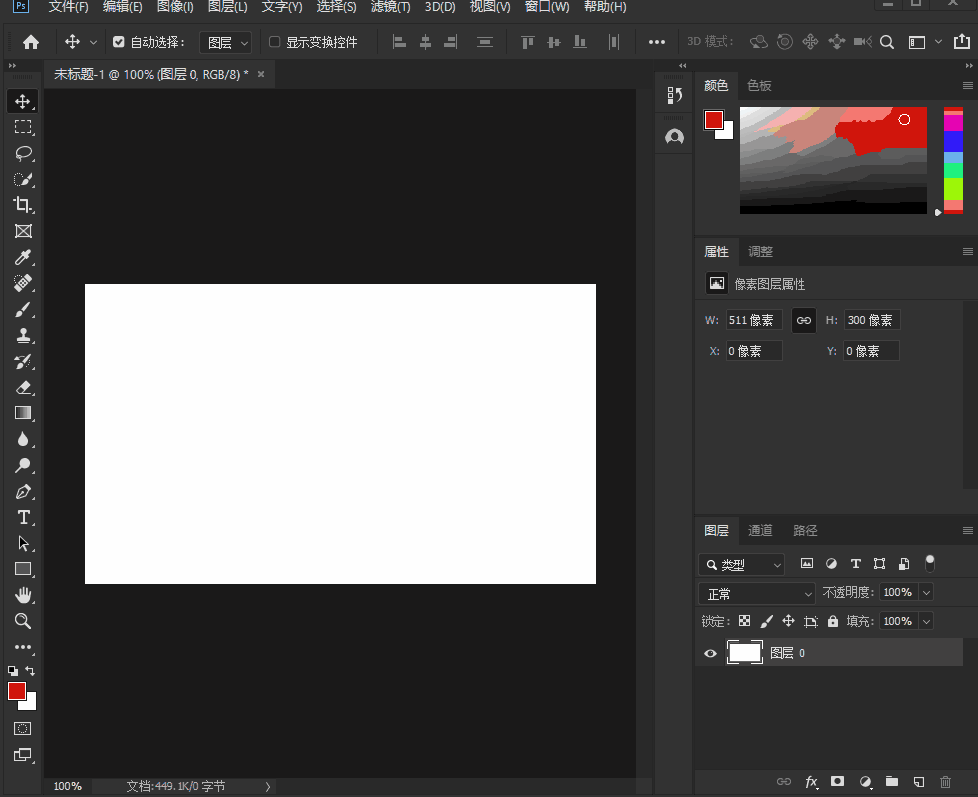 Ps 文件(F) 编辑(E) 图像(I) 图层(L) 文字(Y) 选择(S) 滤镜(T) 3D(D) 视图(V) 窗口(W) 帮助(H)
自动选择： 图层 显示变换控件 3D 模式：
未标题-1 @ 100% (图层 0, RGB/8) * ×
颜色 色板
属性 调整
像素图层属性
W: 511 像素 H: 300 像素
X: 0 像素 Y: 0 像素
图层 通道 路径
类型
正常 不透明度: 100%
锁定: 填充: 100%
图层 0
100% 文档:449.1K/0 字节
fx